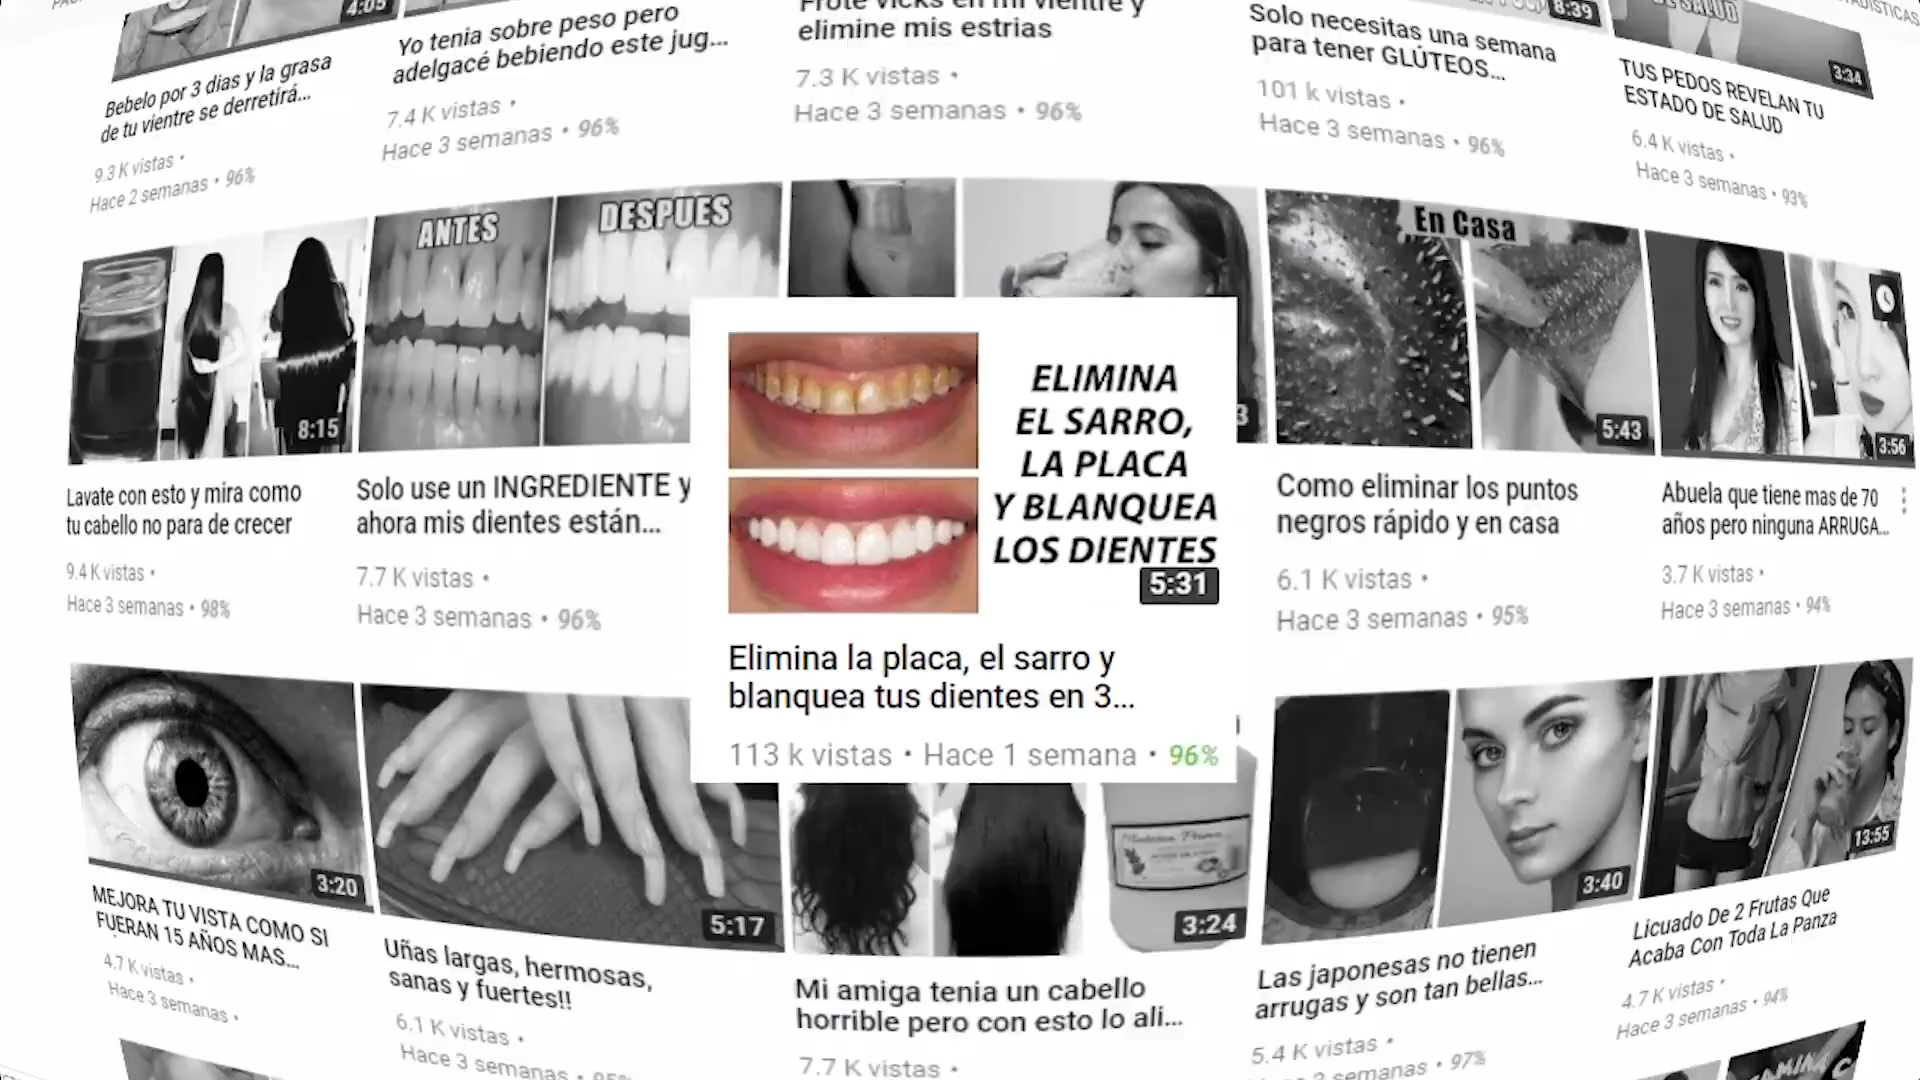 4:05
8:39
DE SALUD
Bebelo por 3 dias y la grasa
de tu vientre se derretirá...
9.3 K vistas •
Hace 2 semanas • 96%
Yo tenia sobre peso pero
adelgacé bebiendo este jug...
7.4 K vistas •
Hace 3 semanas • 96%
Frote vicks en mi vientre y
elimine mis estrias
7.3 K vistas •
Hace 3 semanas • 96%
Solo necesitas una semana
para tener GLÚTEOS...
101 k vistas •
Hace 3 semanas • 96%
3:34
TUS PEDOS REVELAN TU
ESTADO DE SALUD
6.4 K vistas •
Hace 3 semanas • 93%
8:15
Lavate con esto y mira como
tu cabello no para de crecer
9.4 K vistas •
Hace 3 semanas • 98%
ANTES
DESPUES
Solo use un INGREDIENTE y
ahora mis dientes están...
7.7 K vistas •
Hace 3 semanas • 96%
ELIMINA
EL SARRO,
LA PLACA
Y BLANQUEA
LOS DIENTES
5:31
Elimina la placa, el sarro y
blanquea tus dientes en 3...
113 k vistas • Hace 1 semana • 96%
En Casa
5:43
Como eliminar los puntos
negros rápido y en casa
6.1 K vistas •
Hace 3 semanas • 95%
3:56
Abuela que tiene mas de 70
años pero ninguna ARRUGA...
3.7 K vistas •
Hace 3 semanas • 94%
3:20
MEJORA TU VISTA COMO SI
FUERAN 15 AÑOS MAS...
4.7 K vistas •
Hace 3 semanas •
5:17
Uñas largas, hermosas,
sanas y fuertes!!
6.1 K vistas •
Hace 3 semanas • 95%
3:24
Mi amiga tenia un cabello
horrible pero con esto lo ali...
7.7 K vistas •
3:40
Las japonesas no tienen
arrugas y son tan bellas...
5.4 K vistas •
semanas • 97%
13:55
Licuado De 2 Frutas Que
Acaba Con Toda La Panza
4.7 K vistas •
Hace 3 semanas • 94%